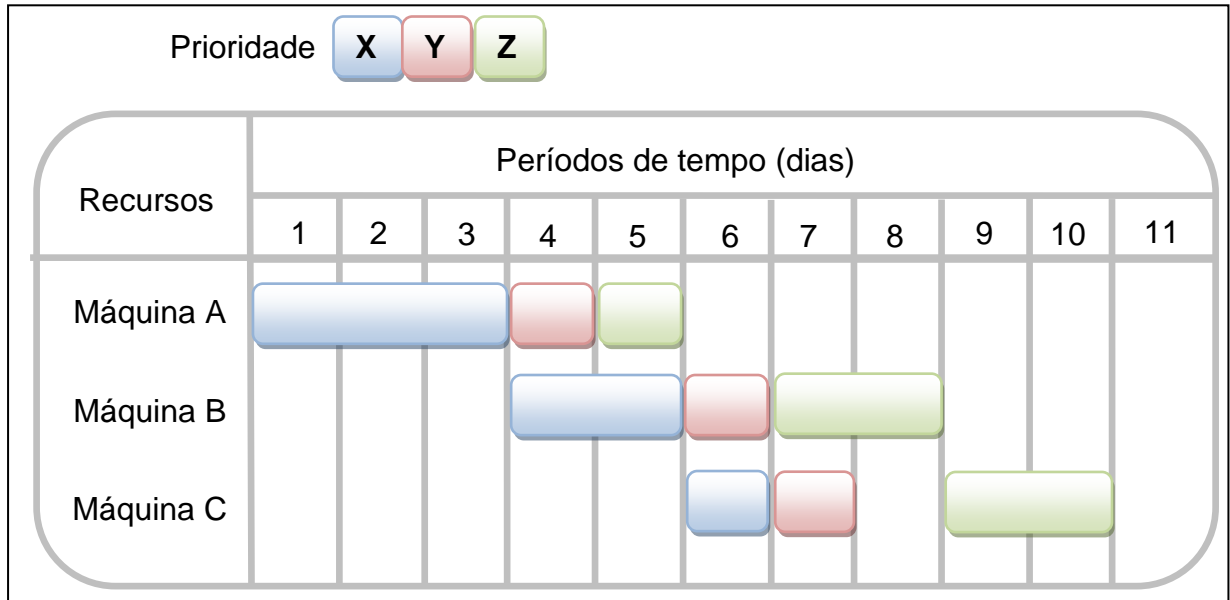 Prioridade X Y Z
Períodos de tempo (dias)
Recursos
1 2 3 4 5 6 7 8 9 10 11
Máquina A
Máquina B
Máquina C